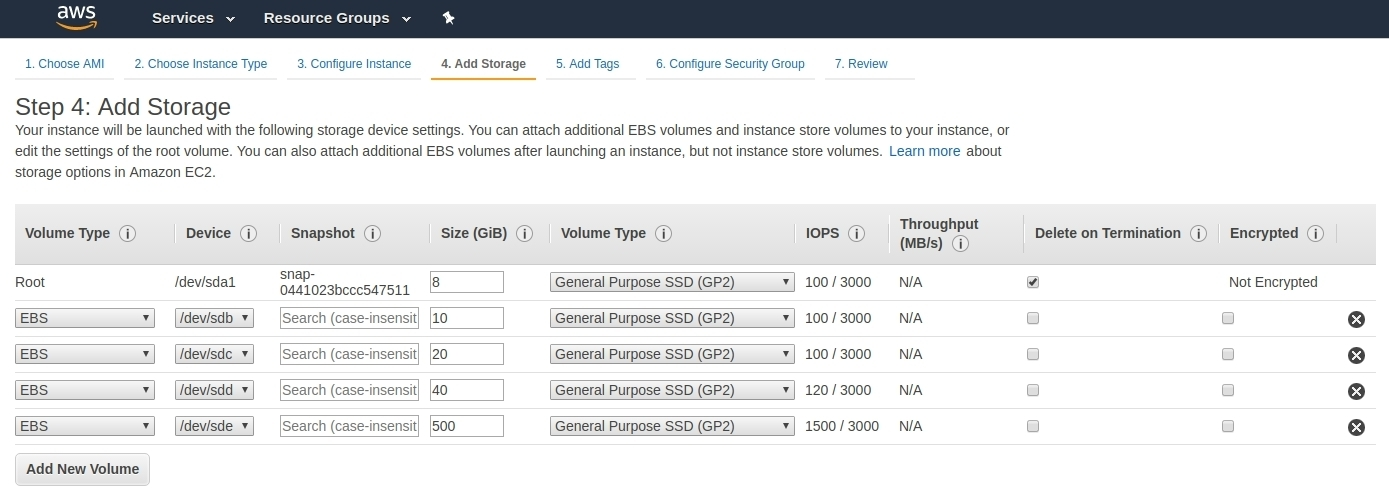 aws Services Resource Groups
1. Choose AMI 2. Choose Instance Type 3. Configure Instance 4. Add Storage 5. Add Tags 6. Configure Security Group 7. Review
Step 4: Add Storage
Your instance will be launched with the following storage device settings. You can attach additional EBS volumes and instance store volumes to your instance, or
edit the settings of the root volume. You can also attach additional EBS volumes after launching an instance, but not instance store volumes. Learn more about
storage options in Amazon EC2.
Volume Type i Device i Snapshot i Size (GiB) i Volume Type i IOPS i Throughput (MB/s) i Delete on Termination i Encrypted i
Root /dev/sda1 snap-0441023bccc547511 8 General Purpose SSD (GP2) 100 / 3000 N/A Not Encrypted
EBS /dev/sdb Search (case-insensit 10 General Purpose SSD (GP2) 100 / 3000 N/A
EBS /dev/sdc Search (case-insensit 20 General Purpose SSD (GP2) 100 / 3000 N/A
EBS /dev/sdd Search (case-insensit 40 General Purpose SSD (GP2) 120 / 3000 N/A
EBS /dev/sde Search (case-insensit 500 General Purpose SSD (GP2) 1500 / 3000 N/A
Add New Volume